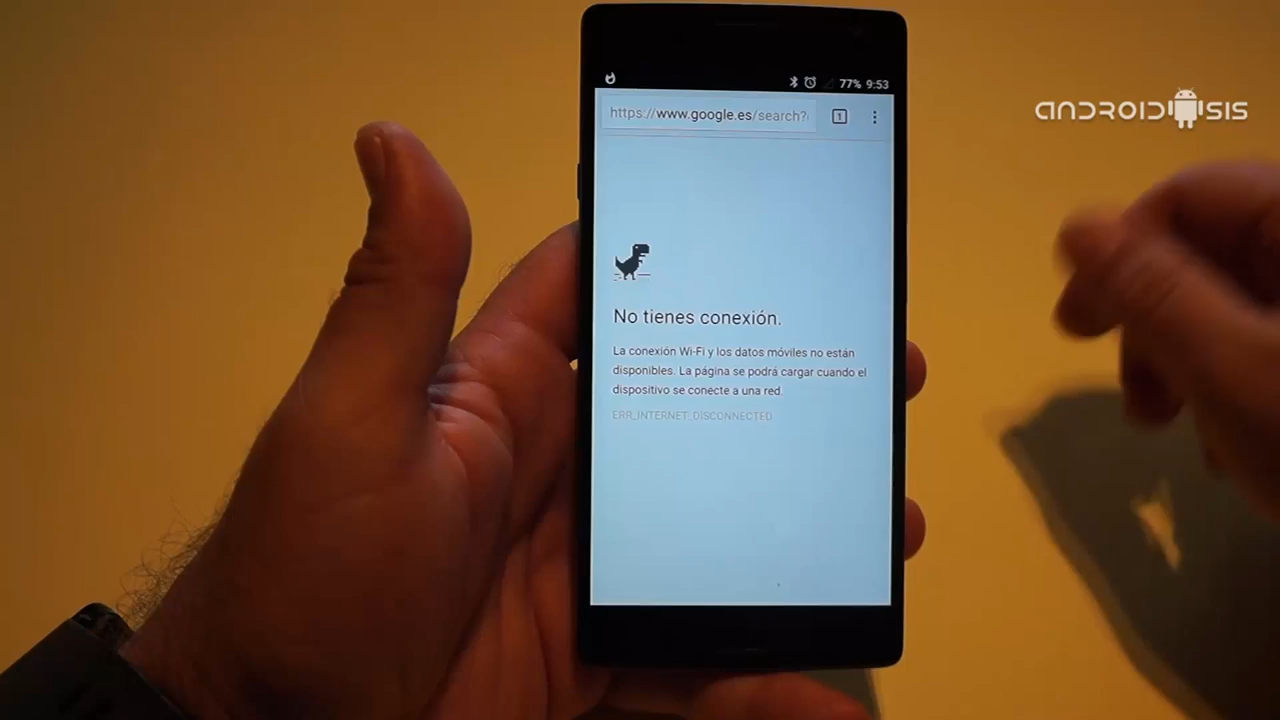 ANDROIDSIS
77% 9:53
https://www.google.es/search?
1
No tienes conexión.
La conexión Wi-Fi y los datos móviles no están
disponibles. La página se podrá cargar cuando el
dispositivo se conecte a una red.
ERR_INTERNET_DISCONNECTED